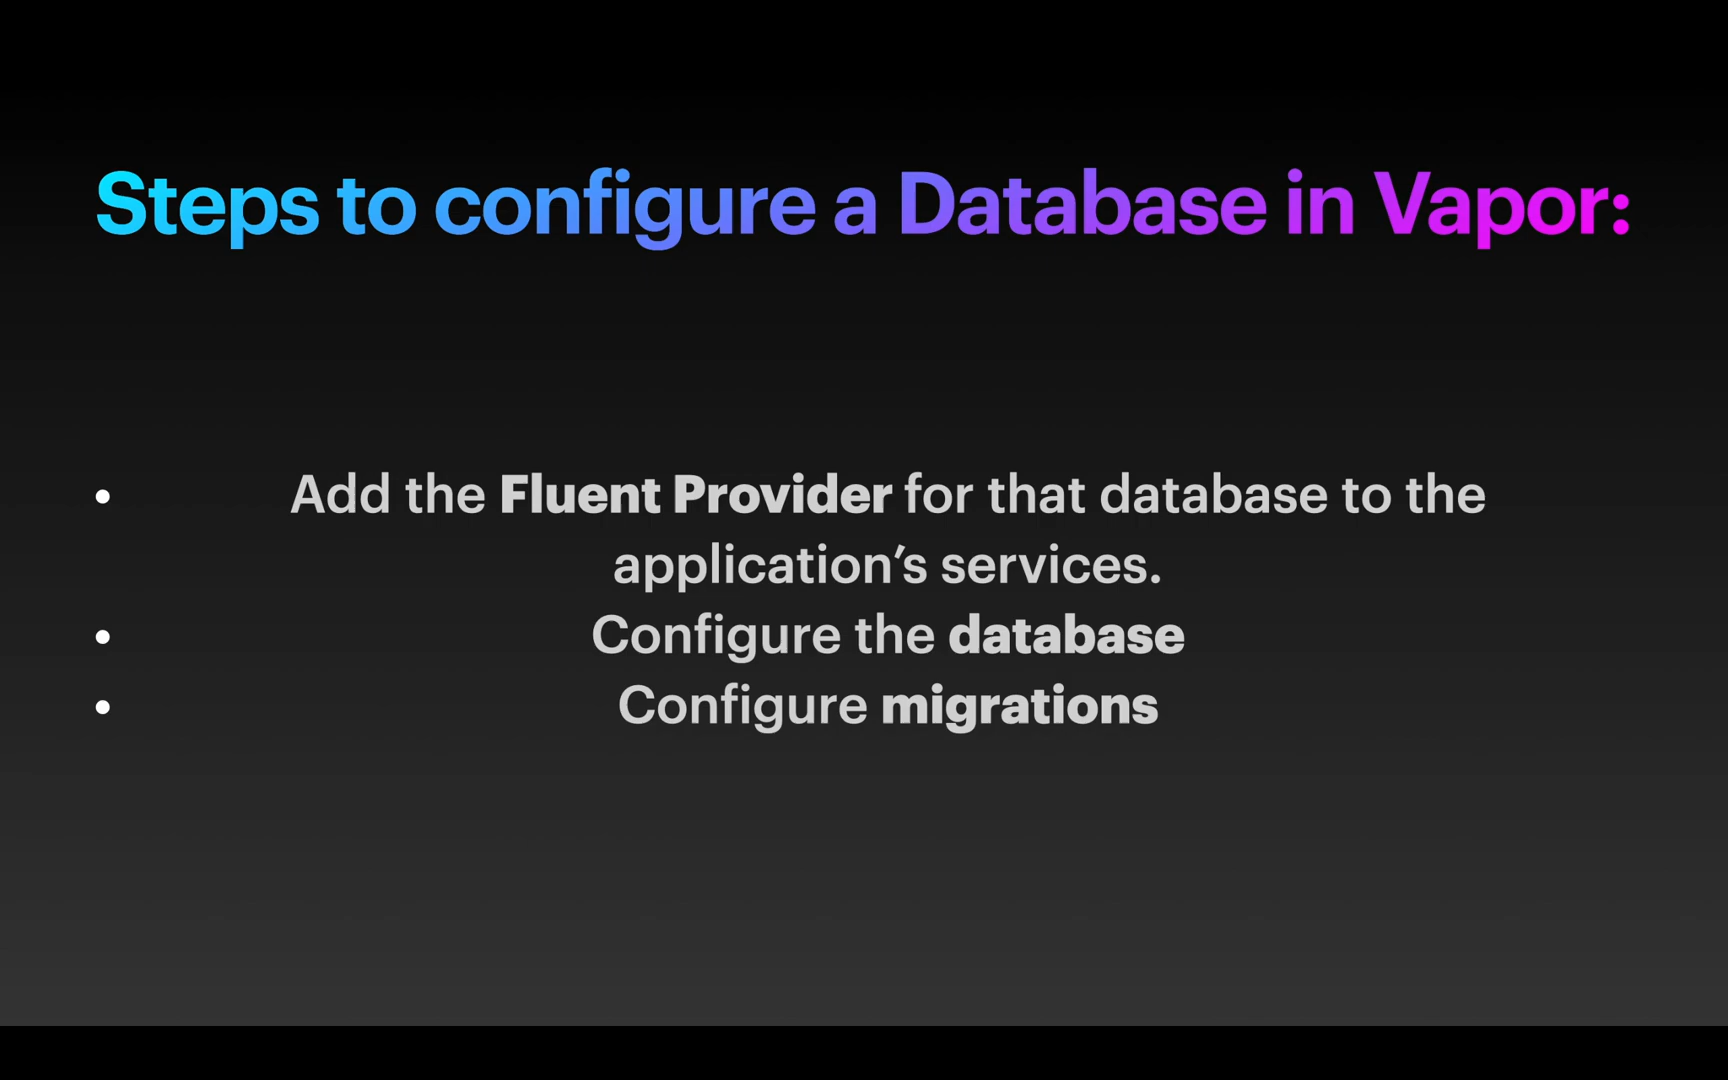 Steps to configure a Database in Vapor:
• Add the Fluent Provider for that database to the
application’s services.
• Configure the database
• Configure migrations